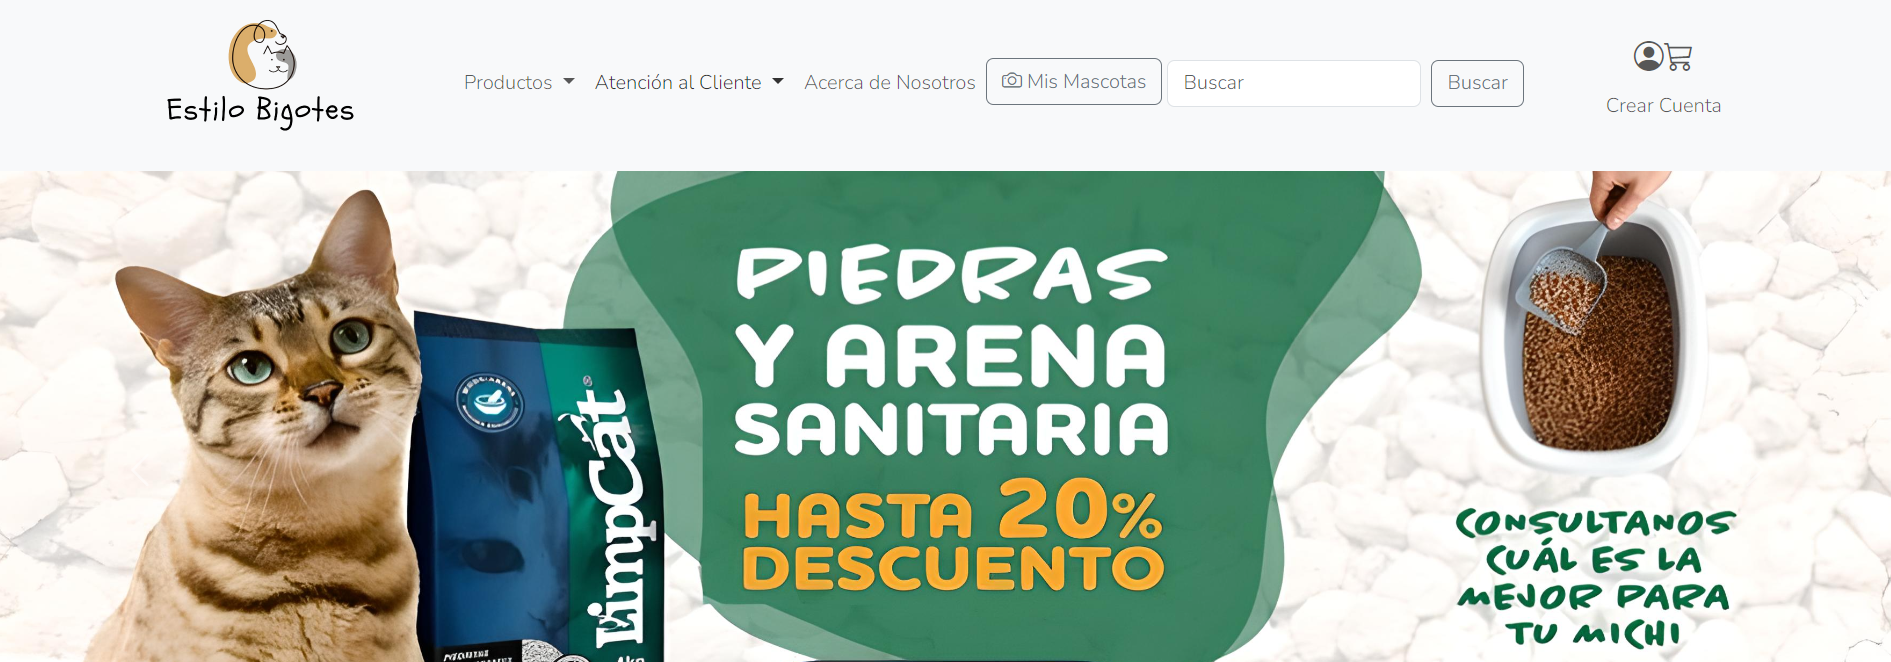 Estilo Bigotes
Productos
Atención al Cliente
Acerca de Nosotros
Mis Mascotas
Buscar
Buscar
Crear Cuenta
PIEDRAS
Y ARENA
SANITARIA
HASTA 20%
DESCUENTO
LimpCat®
CONSULTANOS
CUÁL ES LA
MEJOR PARA
TU MICHI